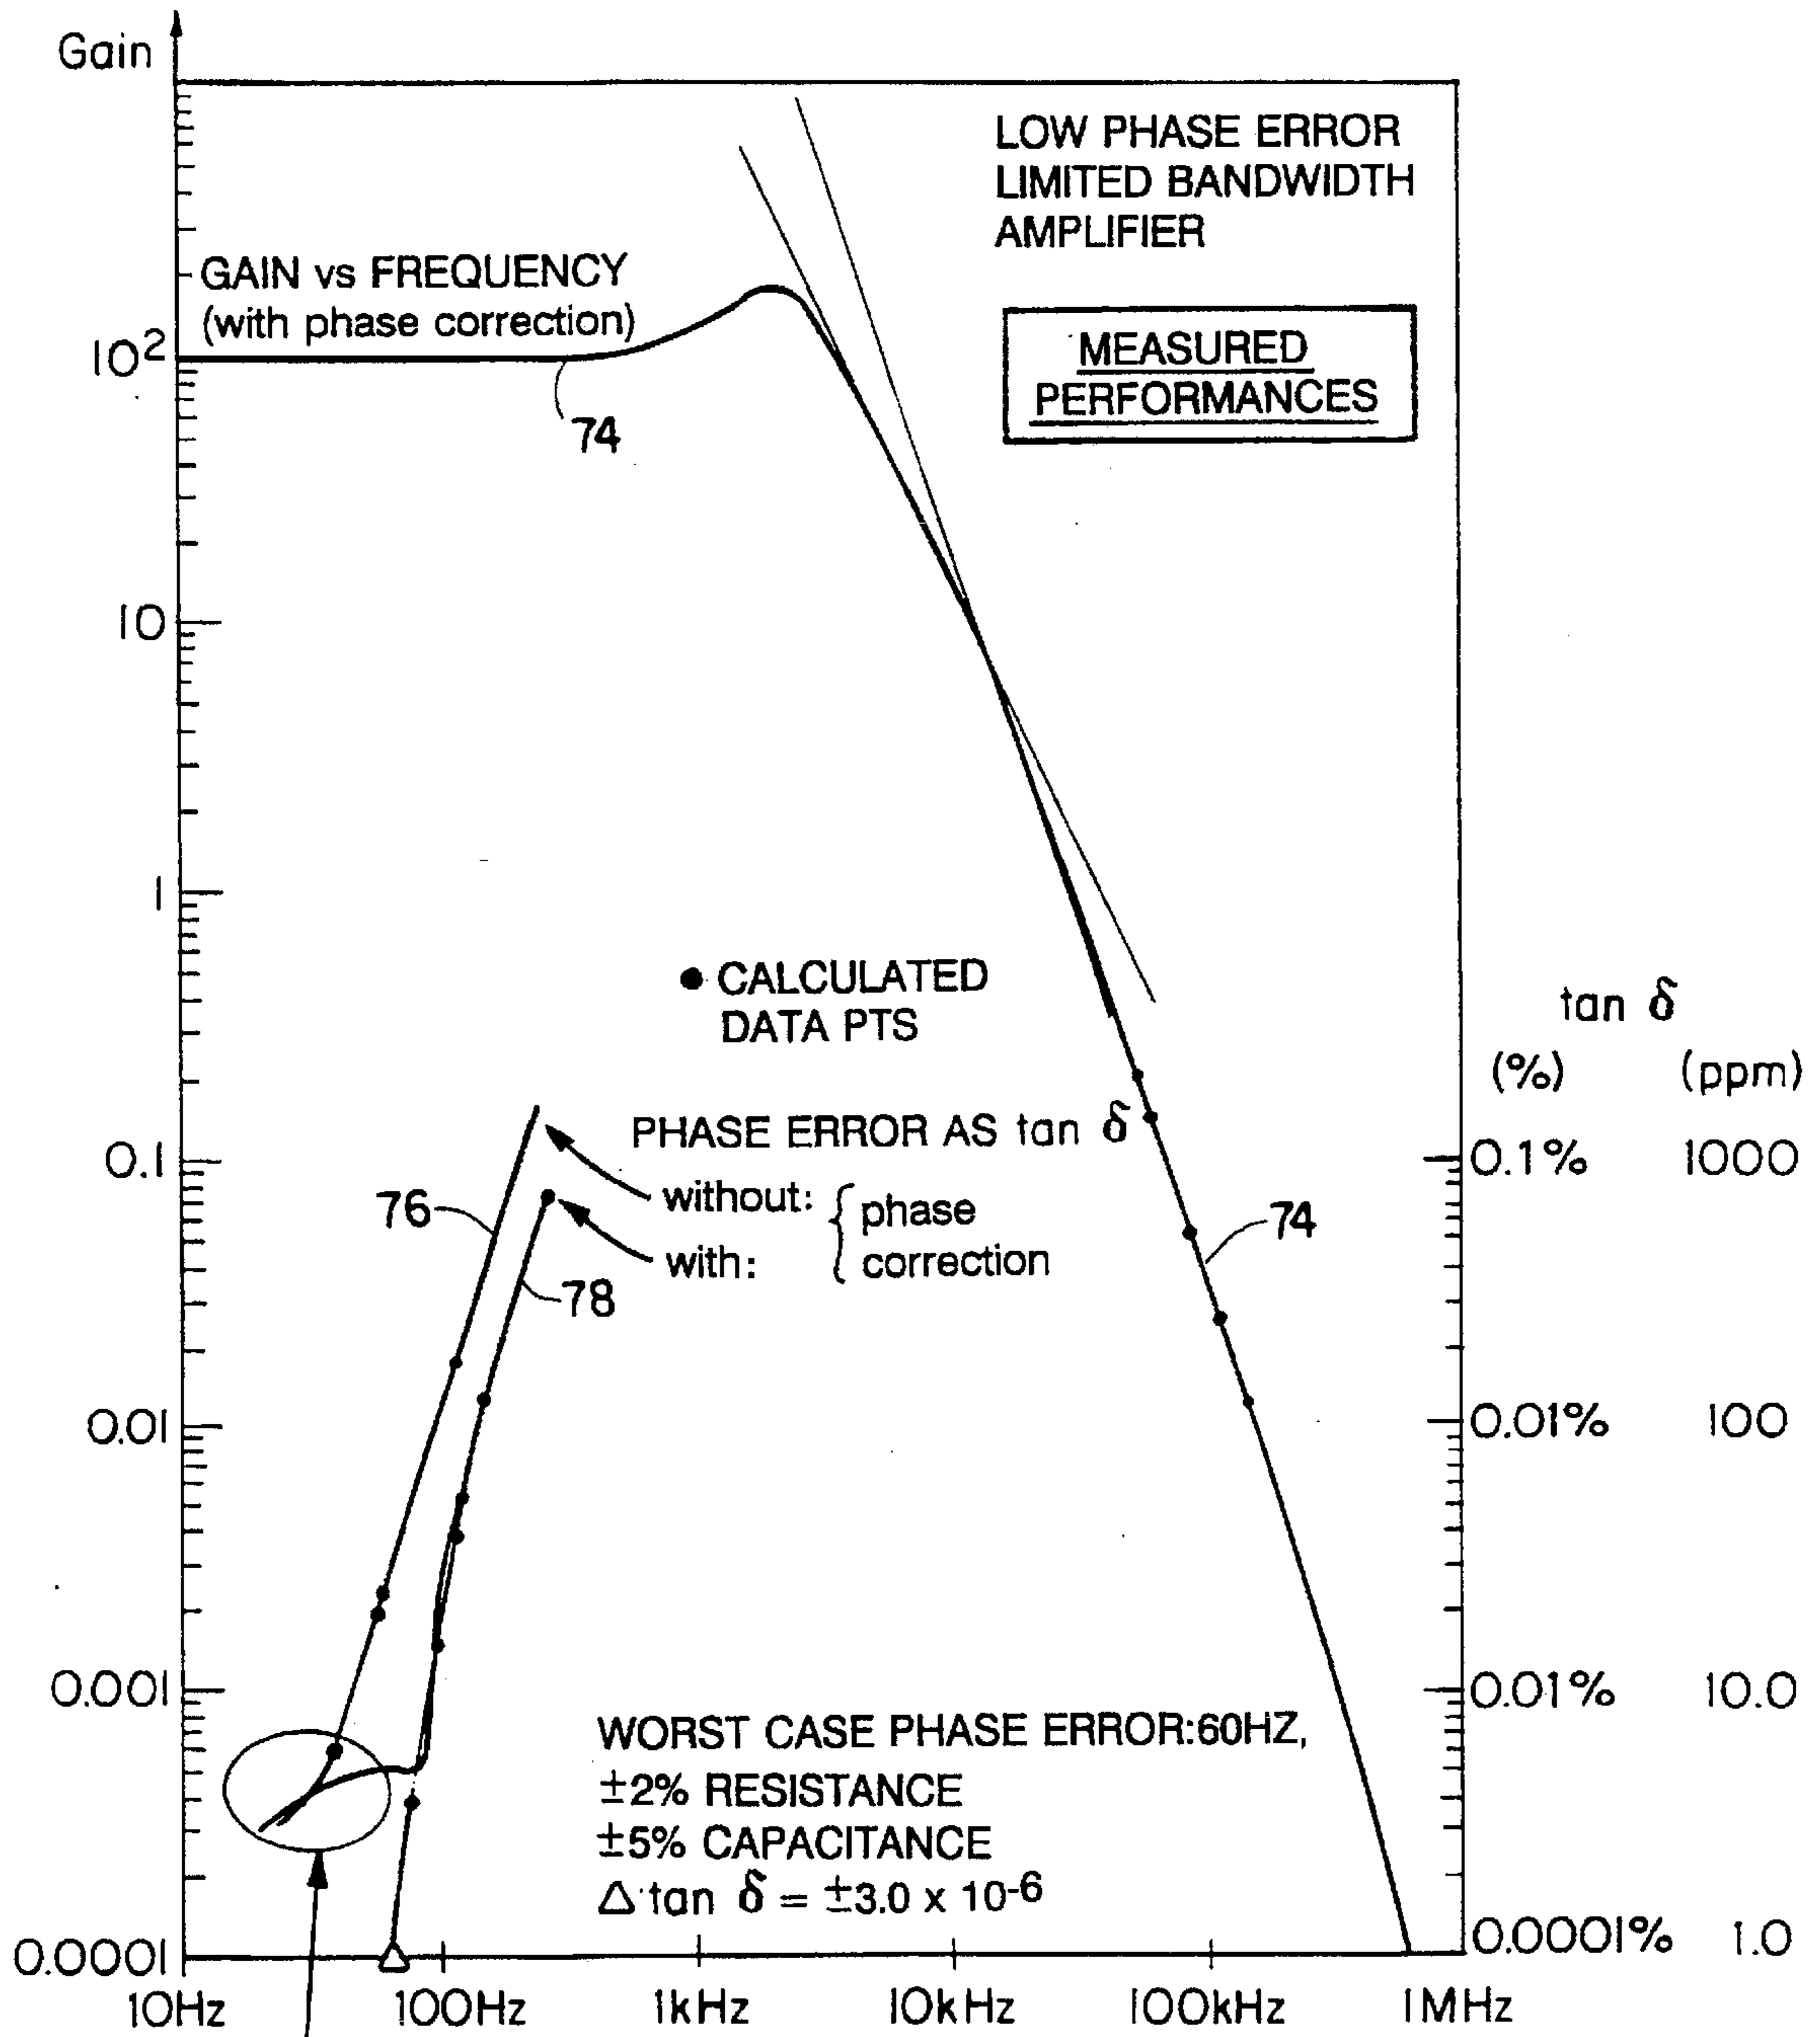 Gain
LOW PHASE ERROR
LIMITED BANDWIDTH
AMPLIFIER
GAIN vs FREQUENCY
(with phase correction)
MEASURED
PERFORMANCES
10²
74
10
1
• CALCULATED
DATA PTS
tan δ
(%) (ppm)
PHASE ERROR AS tan δ
0.1
0.1% 1000
without: { phase
with: { correction
76
74
78
0.01
0.01% 100
0.001
0.01% 10.0
WORST CASE PHASE ERROR:60HZ,
±2% RESISTANCE
±5% CAPACITANCE
△ tan δ = ±3.0 x 10⁻⁶
0.0001
0.0001% 1.0
10Hz 100Hz 1kHz 10kHz 100kHz 1MHz